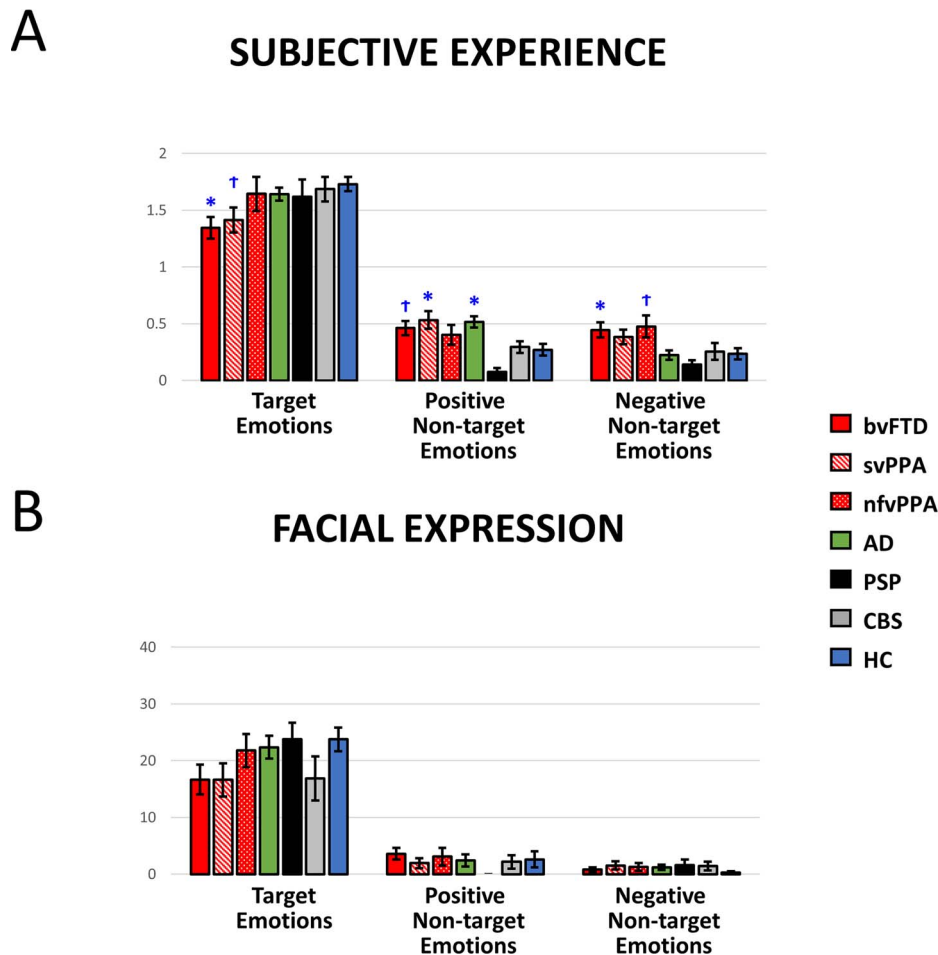 A
SUBJECTIVE EXPERIENCE
2
1.5
1
0.5
0
*
†
†
*
*
*
†
Target
Emotions
Positive
Non-target
Emotions
Negative
Non-target
Emotions
bvFTD
svPPA
nfvPPA
AD
PSP
CBS
HC
B
FACIAL EXPRESSION
40
30
20
10
0
Target
Emotions
Positive
Non-target
Emotions
Negative
Non-target
Emotions